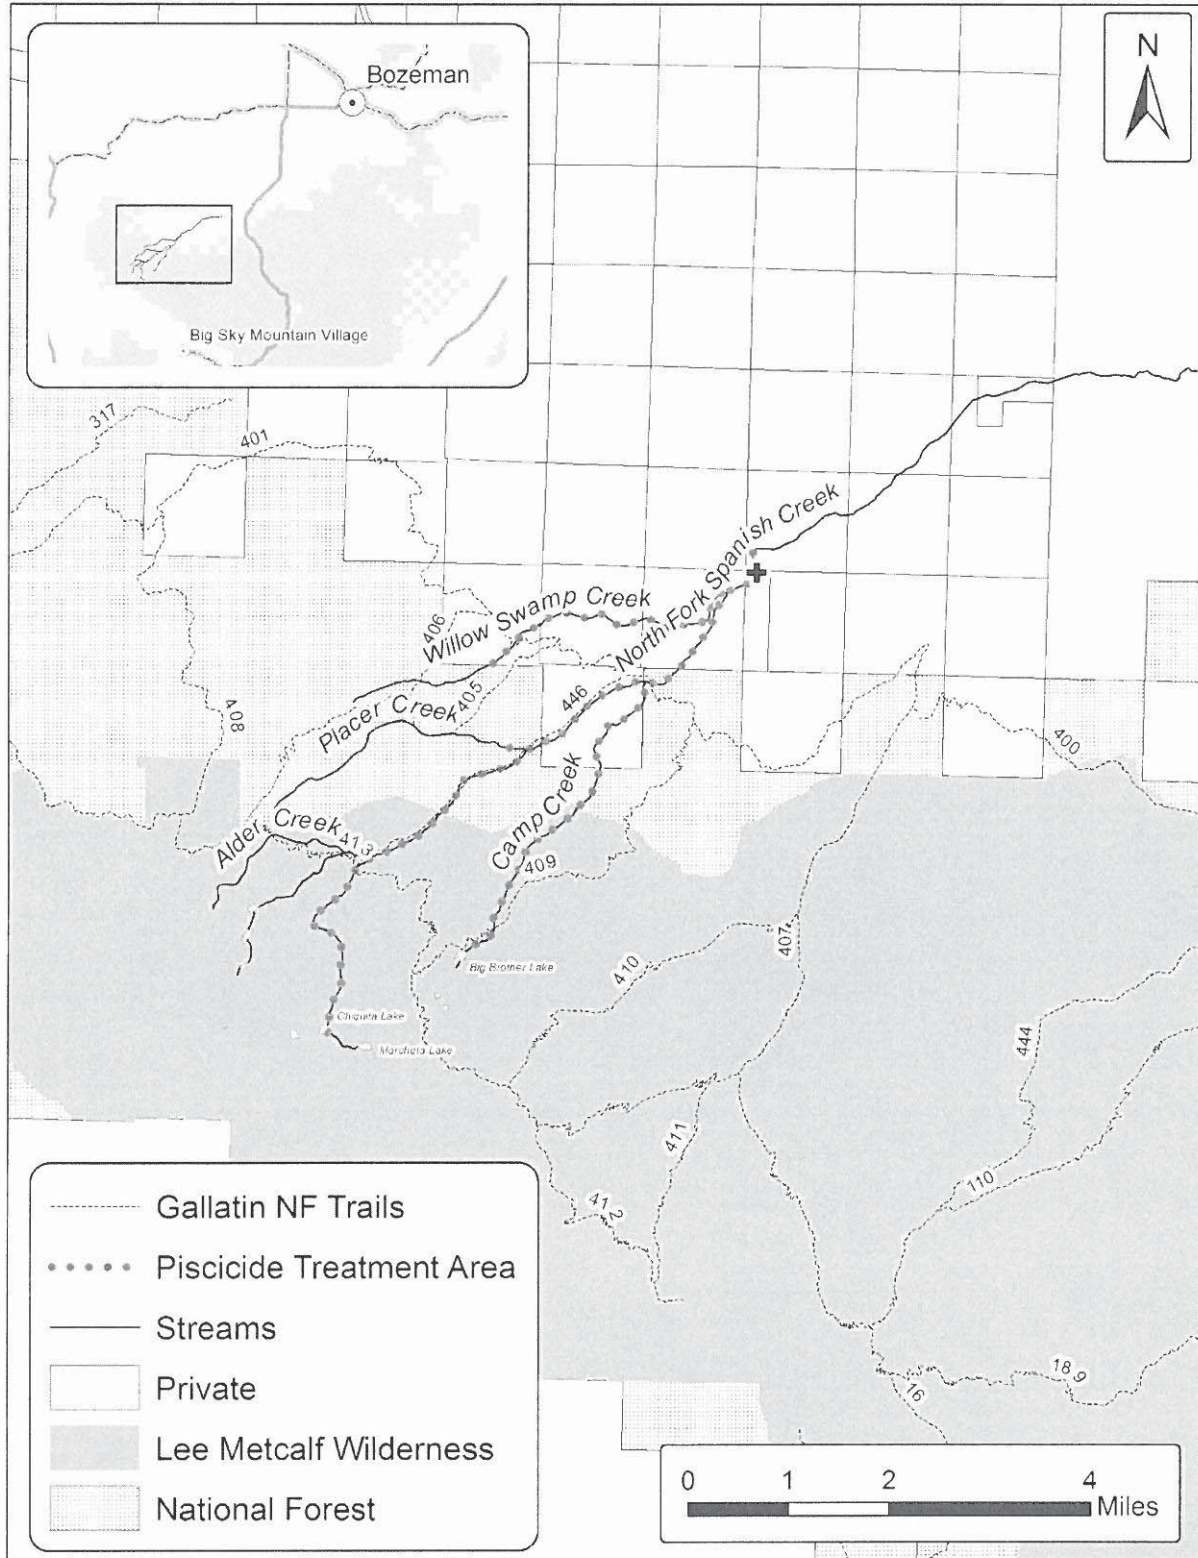 N
Bozeman
Big Sky Mountain Village
317
401
North Fork Spanish Creek
Willow Swamp Creek
406
405
446
Placer Creek
408
400
Alder Creek
413
Camp Creek
409
407
410
Big Brother Lake
Chiquita Lake
Marcheta Lake
444
411
110
412
189
16
Gallatin NF Trails
Piscicide Treatment Area
Streams
Private
Lee Metcalf Wilderness
National Forest
0 1 2 4
Miles